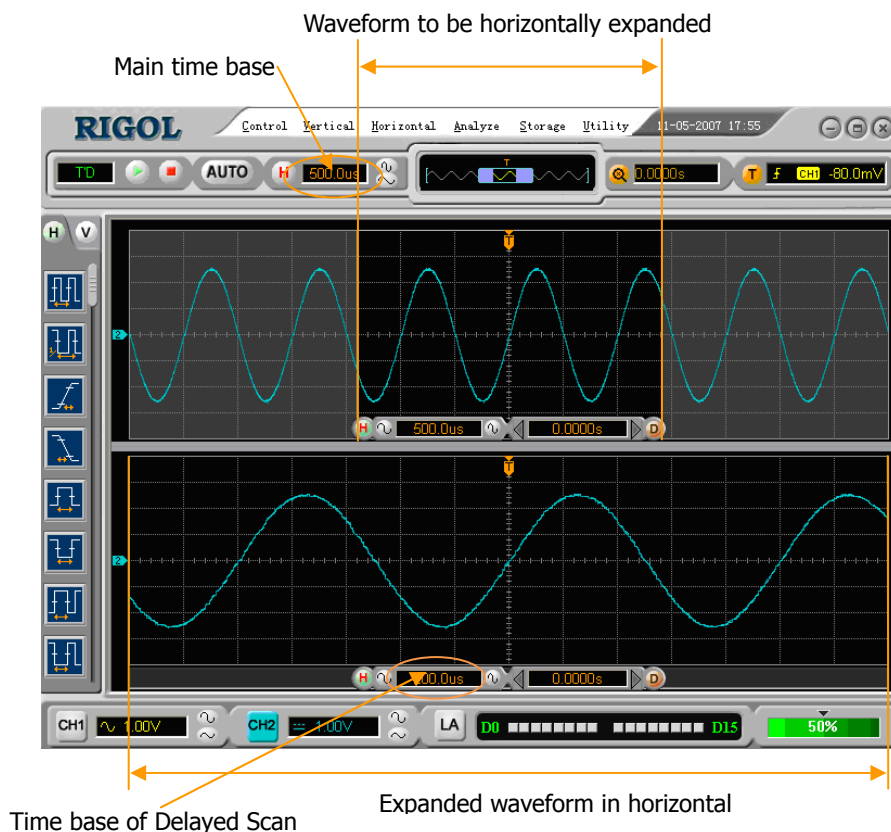 Waveform to be horizontally expanded
Main time base
RIGOL Control Vertical Horizontal Analyze Storage Utility 11-05-2007 17:55
T'D AUTO H 500.0us T 0.0000s T CH1 -80.0mV
H V
T
2
H 500.0us 0.0000s D
T
2
H 0.0000s D
CH1 1.00V CH2 1.00V LA D0 D15 50%
Expanded waveform in horizontal
Time base of Delayed Scan